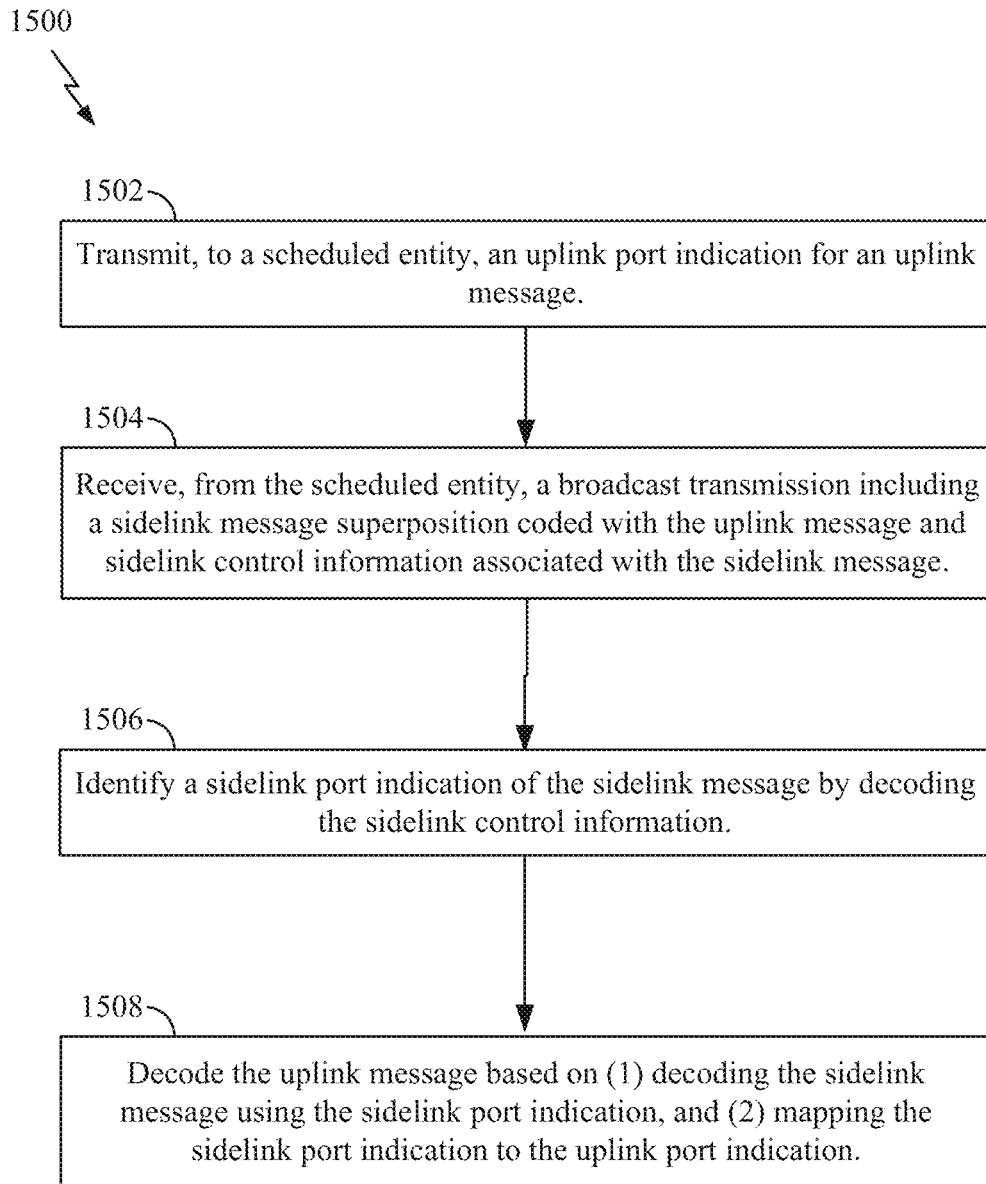 1500
1502
Transmit, to a scheduled entity, an uplink port indication for an uplink
message.
1504
Receive, from the scheduled entity, a broadcast transmission including
a sidelink message superposition coded with the uplink message and
sidelink control information associated with the sidelink message.
1506
Identify a sidelink port indication of the sidelink message by decoding
the sidelink control information.
1508
Decode the uplink message based on (1) decoding the sidelink
message using the sidelink port indication, and (2) mapping the
sidelink port indication to the uplink port indication.